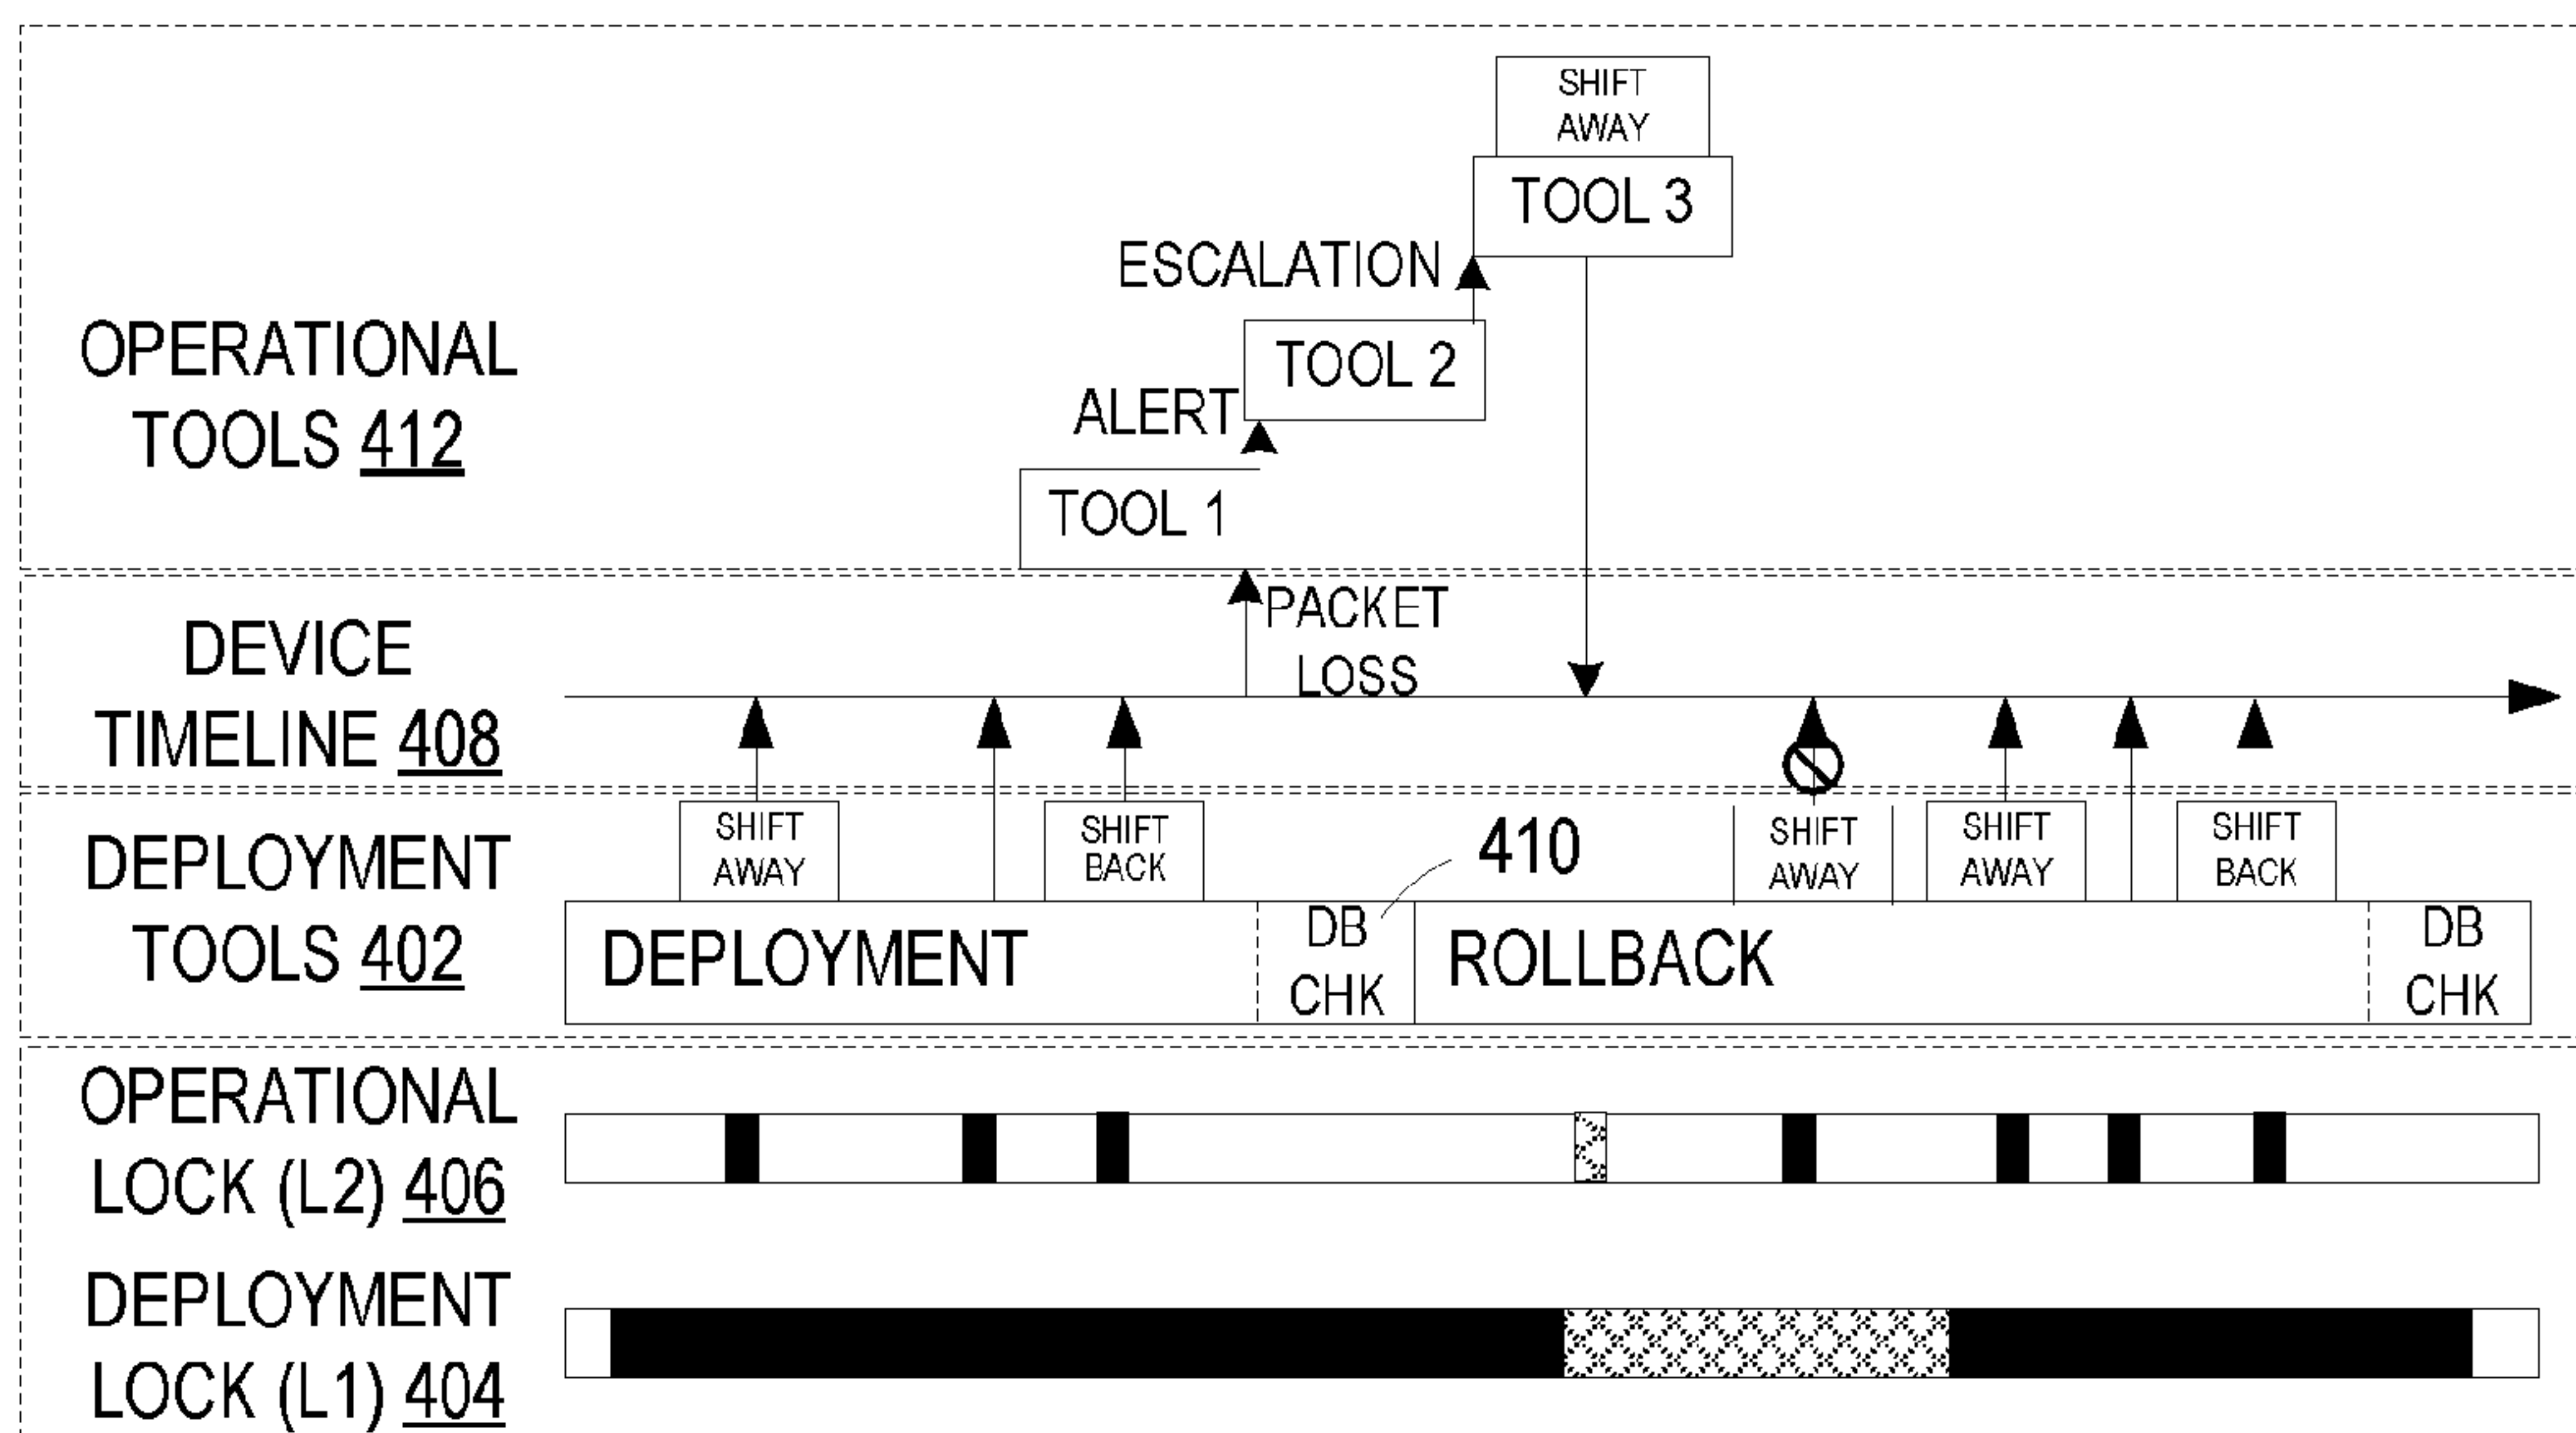 SHIFT
AWAY
TOOL 3
ESCALATION
OPERATIONAL
TOOLS 412
TOOL 2
ALERT
TOOL 1
DEVICE
TIMELINE 408
PACKET
LOSS
DEPLOYMENT
TOOLS 402
SHIFT
AWAY
SHIFT
BACK
410
SHIFT
AWAY
SHIFT
AWAY
SHIFT
BACK
DEPLOYMENT
DB
CHK
ROLLBACK
DB
CHK
OPERATIONAL
LOCK (L2) 406
DEPLOYMENT
LOCK (L1) 404